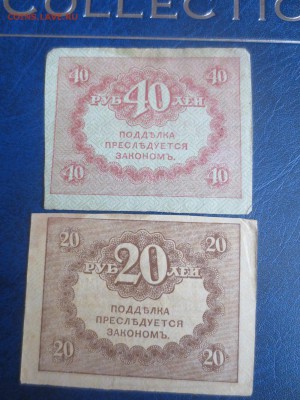 COLLECTIO
40 40
РУБ 40 ЛЕЙ
ПОДДѢЛКА
ПРЕСЛѢДУЕТСЯ
ЗАКОНОМЪ.
40 40
20 20
РУБ 20 ЛЕЙ
ПОДДѢЛКА
ПРЕСЛѢДУЕТСЯ
ЗАКОНОМЪ.
20 20